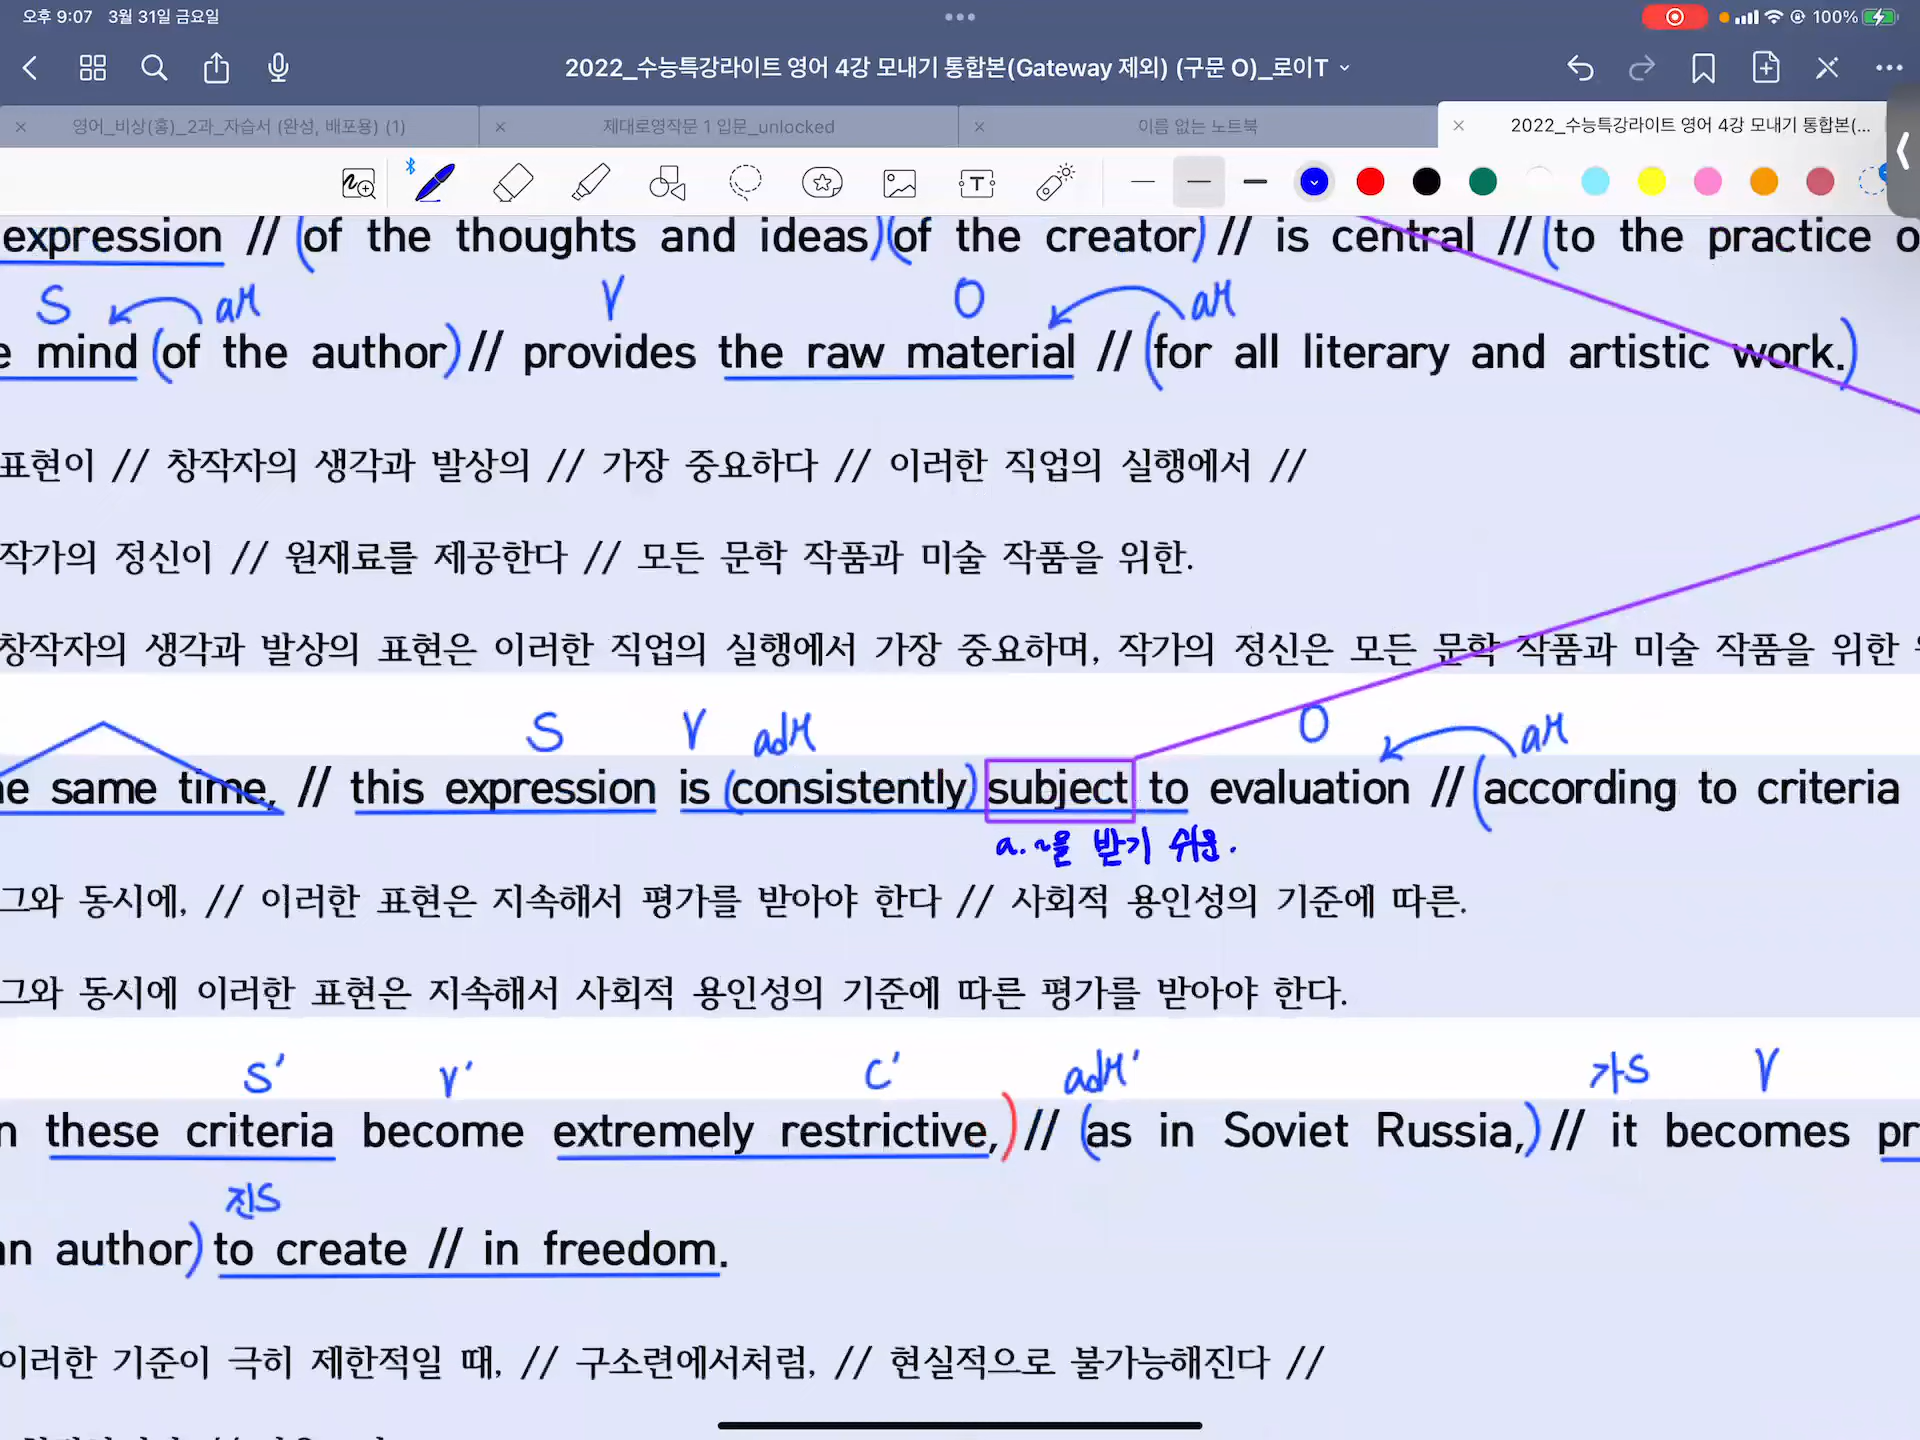 오후 9:07 3월 31일 금요일
100%
2022_수능특강라이트 영어 4강 모내기 통합본(Gateway 제외) (구문 O)_로이T
영어_비상(홍)_2과_자습서 (완성, 배포용) (1)
제대로영작문 1 입문_unlocked
이름 없는 노트북
2022_수능특강라이트 영어 4강 모내기 통합본(...
expression // (of the thoughts and ideas)(of the creator) // is central // (to the practice o
S aM V O aM
e mind (of the author) // provides the raw material // (for all literary and artistic work.)
표현이 // 창작자의 생각과 발상의 // 가장 중요하다 // 이러한 직업의 실행에서 //
작가의 정신이 // 원재료를 제공한다 // 모든 문학 작품과 미술 작품을 위한.
창작자의 생각과 발상의 표현은 이러한 직업의 실행에서 가장 중요하며, 작가의 정신은 모든 문학 작품과 미술 작품을 위한
S V adM O aM
e same time, // this expression is (consistently) subject to evaluation // (according to criteria
a. ~을 받기 쉬운.
그와 동시에, // 이러한 표현은 지속해서 평가를 받아야 한다 // 사회적 용인성의 기준에 따른.
그와 동시에 이러한 표현은 지속해서 사회적 용인성의 기준에 따른 평가를 받아야 한다.
S' V' C' adM' 가S V
n these criteria become extremely restrictive,) // (as in Soviet Russia,) // it becomes pr
진S
an author) to create // in freedom.
이러한 기준이 극히 제한적일 때, // 구소련에서처럼, // 현실적으로 불가능해진다 //